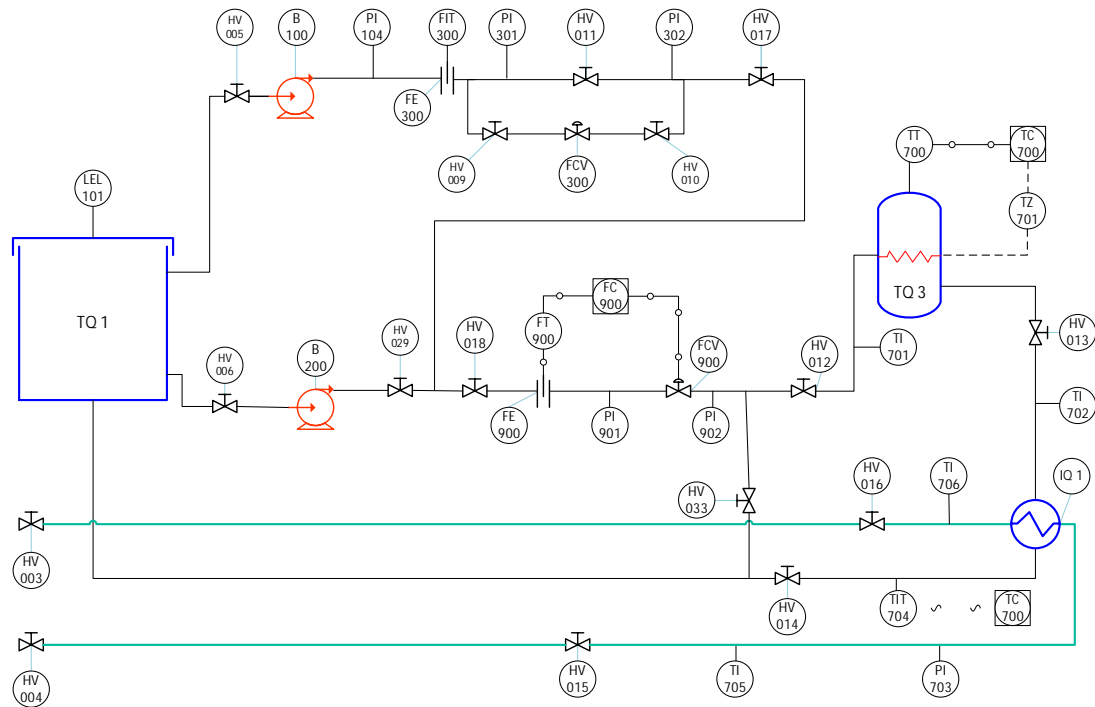 HV
005
B
100
PI
104
FIT
300
PI
301
HV
011
PI
302
HV
017
FE
300
HV
009
FCV
300
HV
010
TT
700
TC
700
LEL
101
TZ
701
TQ 1
TQ 3
FC
900
HV
006
B
200
HV
029
HV
018
FT
900
FCV
900
HV
012
TI
701
HV
013
FE
900
PI
901
PI
902
TI
702
HV
033
HV
016
TI
706
IQ 1
HV
003
HV
014
TIT
704
TC
700
HV
004
HV
015
TI
705
PI
703